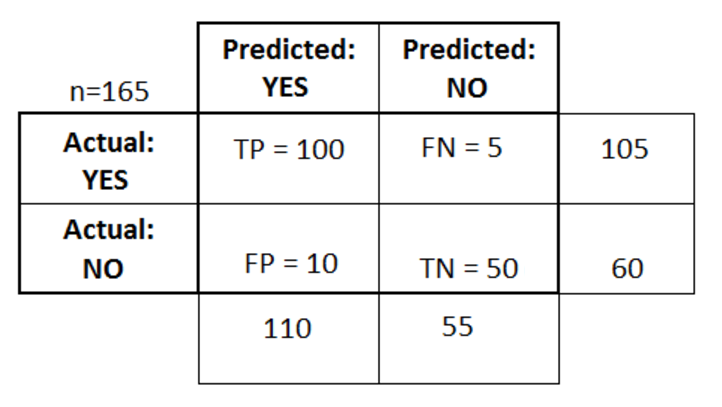 Predicted: Predicted:
n=165 YES NO
Actual: YES TP = 100 FN = 5 105
Actual: NO FP = 10 TN = 50 60
110 55